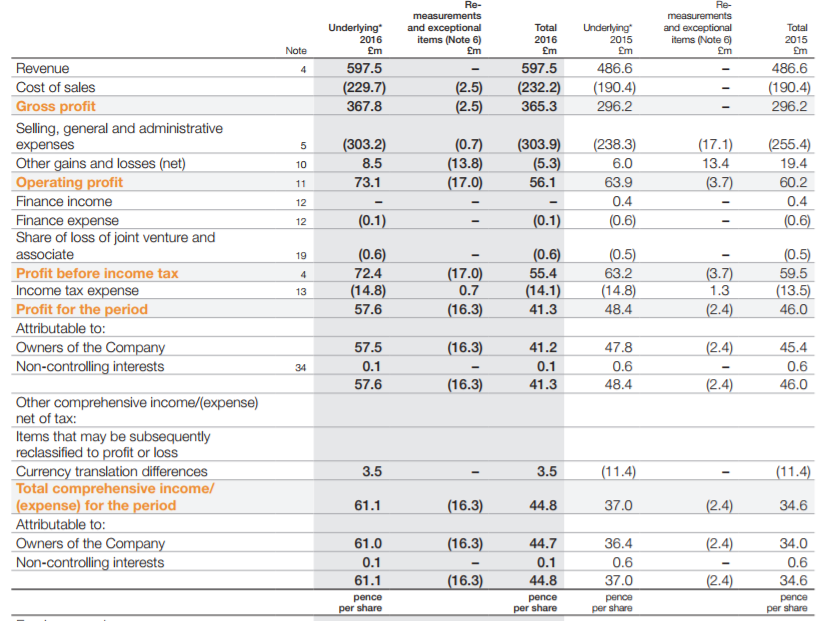 Note Underlying* 2016 £m Re-measurements and exceptional items (Note 6) £m Total 2016 £m Underlying* 2015 £m Re-measurements and exceptional items (Note 6) £m Total 2015 £m
Revenue 4 597.5 – 597.5 486.6 – 486.6
Cost of sales (229.7) (2.5) (232.2) (190.4) – (190.4)
Gross profit 367.8 (2.5) 365.3 296.2 – 296.2
Selling, general and administrative
expenses 5 (303.2) (0.7) (303.9) (238.3) (17.1) (255.4)
Other gains and losses (net) 10 8.5 (13.8) (5.3) 6.0 13.4 19.4
Operating profit 11 73.1 (17.0) 56.1 63.9 (3.7) 60.2
Finance income 12 – – – 0.4 – 0.4
Finance expense 12 (0.1) – (0.1) (0.6) – (0.6)
Share of loss of joint venture and
associate 19 (0.6) – (0.6) (0.5) – (0.5)
Profit before income tax 4 72.4 (17.0) 55.4 63.2 (3.7) 59.5
Income tax expense 13 (14.8) 0.7 (14.1) (14.8) 1.3 (13.5)
Profit for the period 57.6 (16.3) 41.3 48.4 (2.4) 46.0
Attributable to:
Owners of the Company 57.5 (16.3) 41.2 47.8 (2.4) 45.4
Non-controlling interests 34 0.1 – 0.1 0.6 – 0.6
57.6 (16.3) 41.3 48.4 (2.4) 46.0
Other comprehensive income/(expense)
net of tax:
Items that may be subsequently
reclassified to profit or loss
Currency translation differences 3.5 – 3.5 (11.4) – (11.4)
Total comprehensive income/
(expense) for the period 61.1 (16.3) 44.8 37.0 (2.4) 34.6
Attributable to:
Owners of the Company 61.0 (16.3) 44.7 36.4 (2.4) 34.0
Non-controlling interests 0.1 – 0.1 0.6 – 0.6
61.1 (16.3) 44.8 37.0 (2.4) 34.6
pence pence pence pence
per share per share per share per share